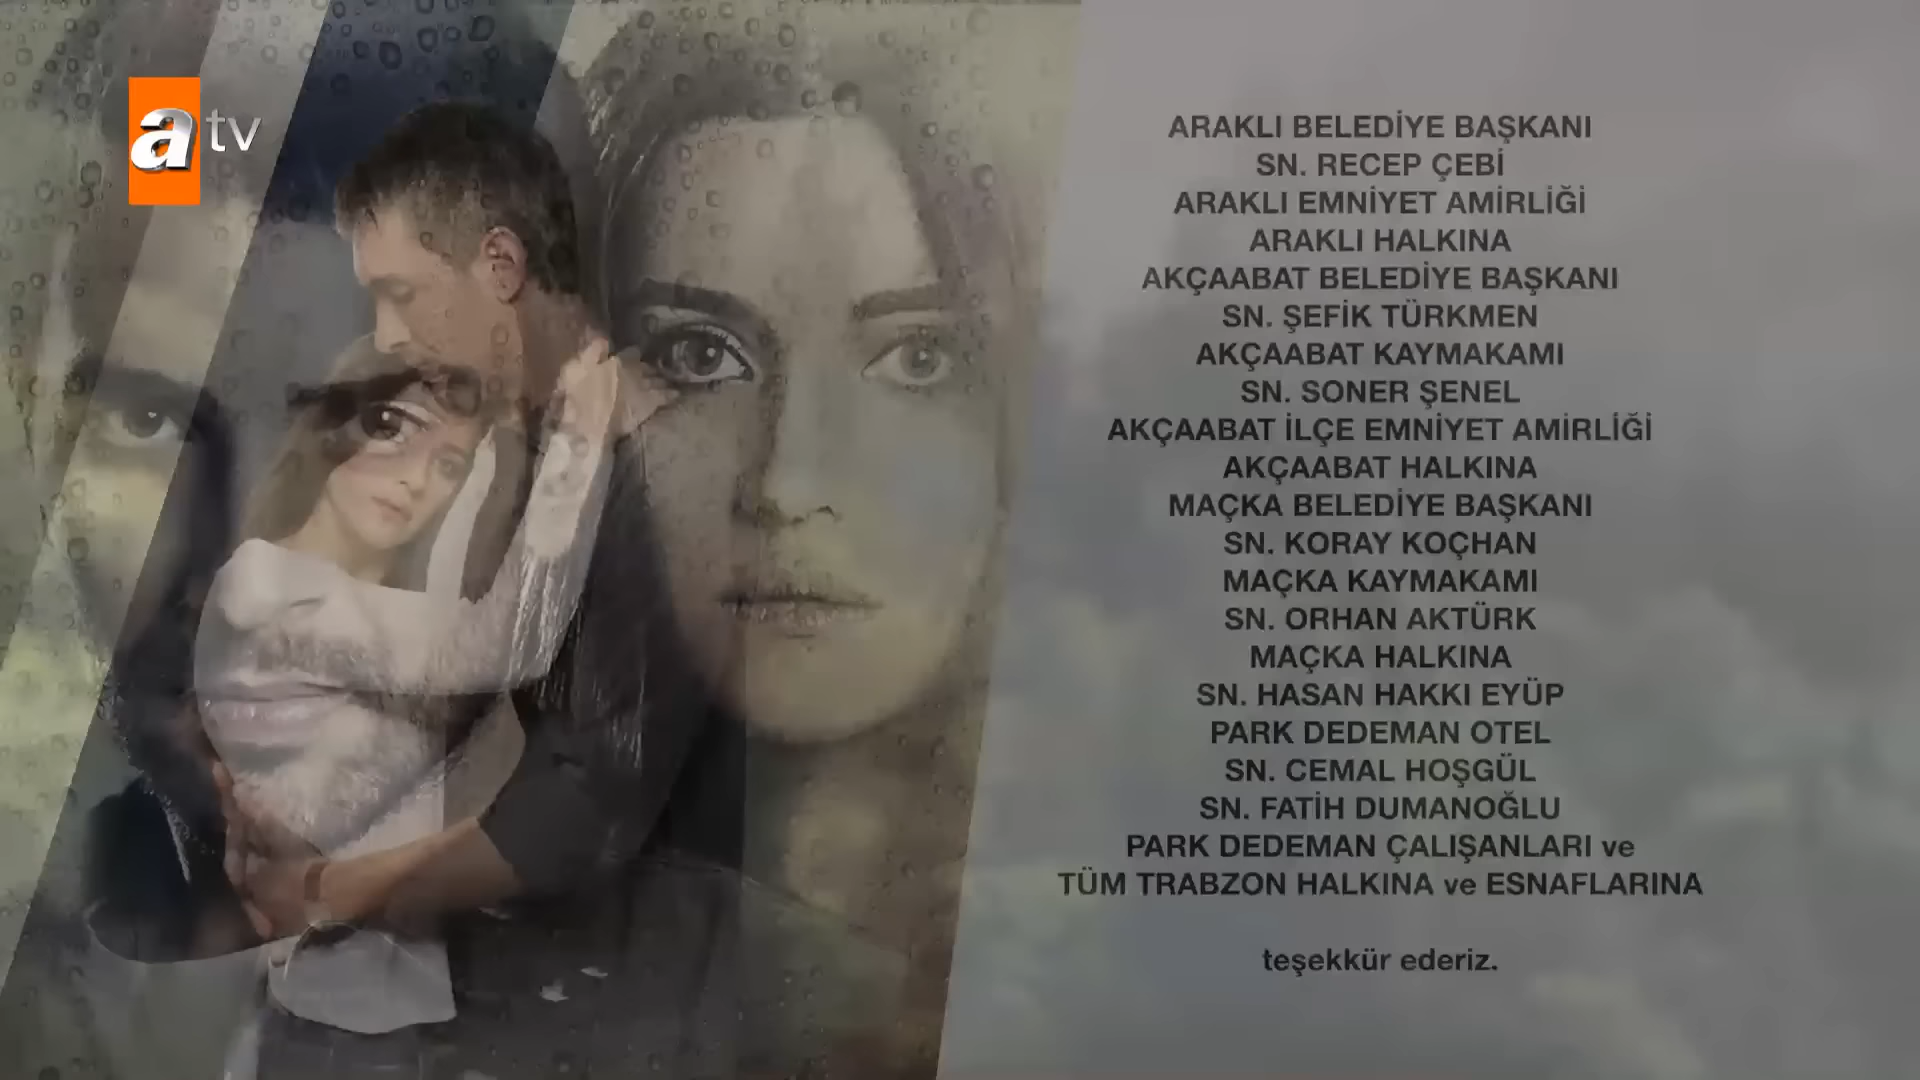 atv
ARAKLI BELEDİYE BAŞKANI
SN. RECEP ÇEBİ
ARAKLI EMNİYET AMİRLİĞİ
ARAKLI HALKINA
AKÇAABAT BELEDİYE BAŞKANI
SN. ŞEFİK TÜRKMEN
AKÇAABAT KAYMAKAMI
SN. SONER ŞENEL
AKÇAABAT İLÇE EMNİYET AMİRLİĞİ
AKÇAABAT HALKINA
MAÇKA BELEDİYE BAŞKANI
SN. KORAY KOÇHAN
MAÇKA KAYMAKAMI
SN. ORHAN AKTÜRK
MAÇKA HALKINA
SN. HASAN HAKKI EYÜP
PARK DEDEMAN OTEL
SN. CEMAL HOŞGÜL
SN. FATİH DUMANOĞLU
PARK DEDEMAN ÇALIŞANLARI ve
TÜM TRABZON HALKINA ve ESNAFLARINA
teşekkür ederiz.